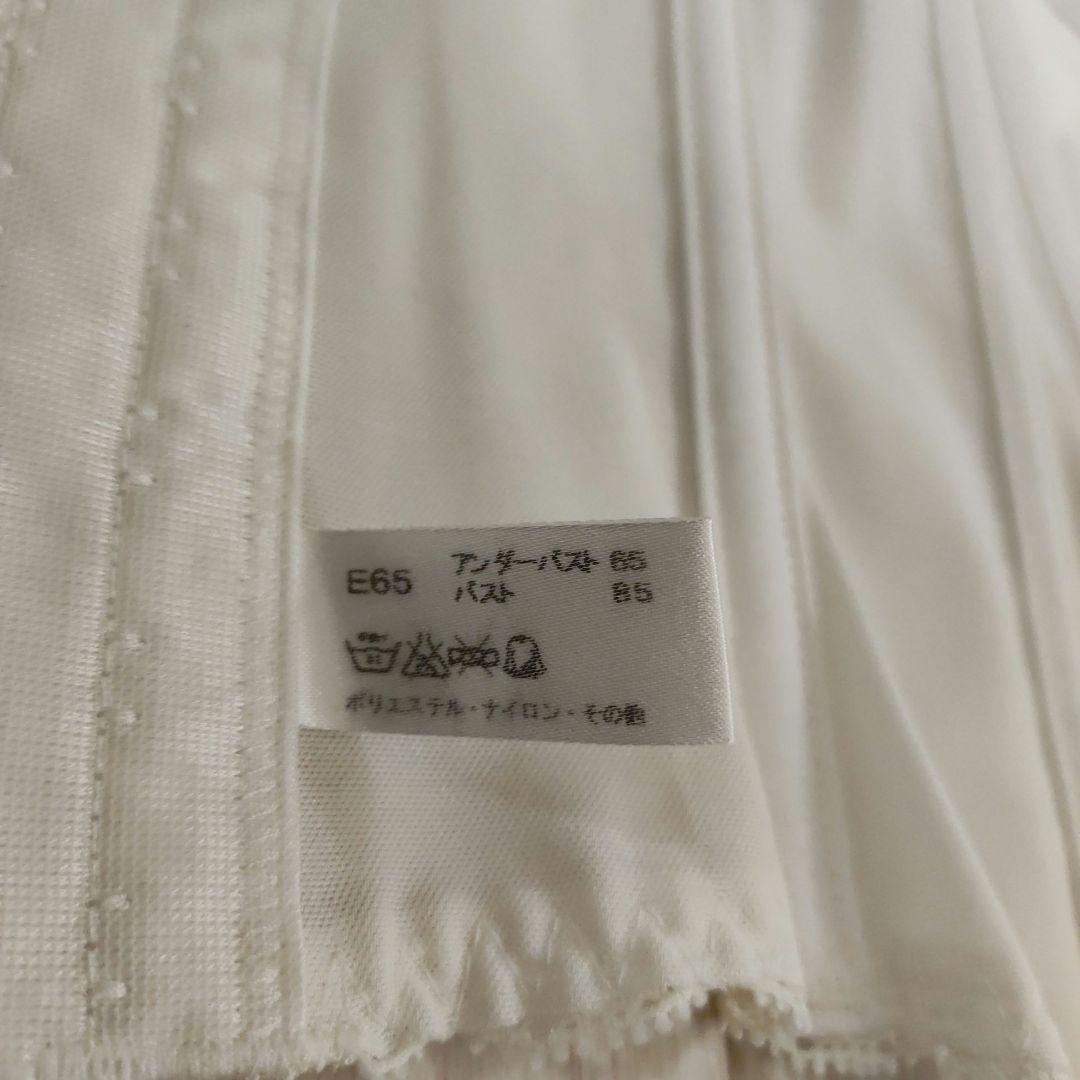 E65
アンダーバスト 65
バスト 85
ポリエステル・ナイロン・その他